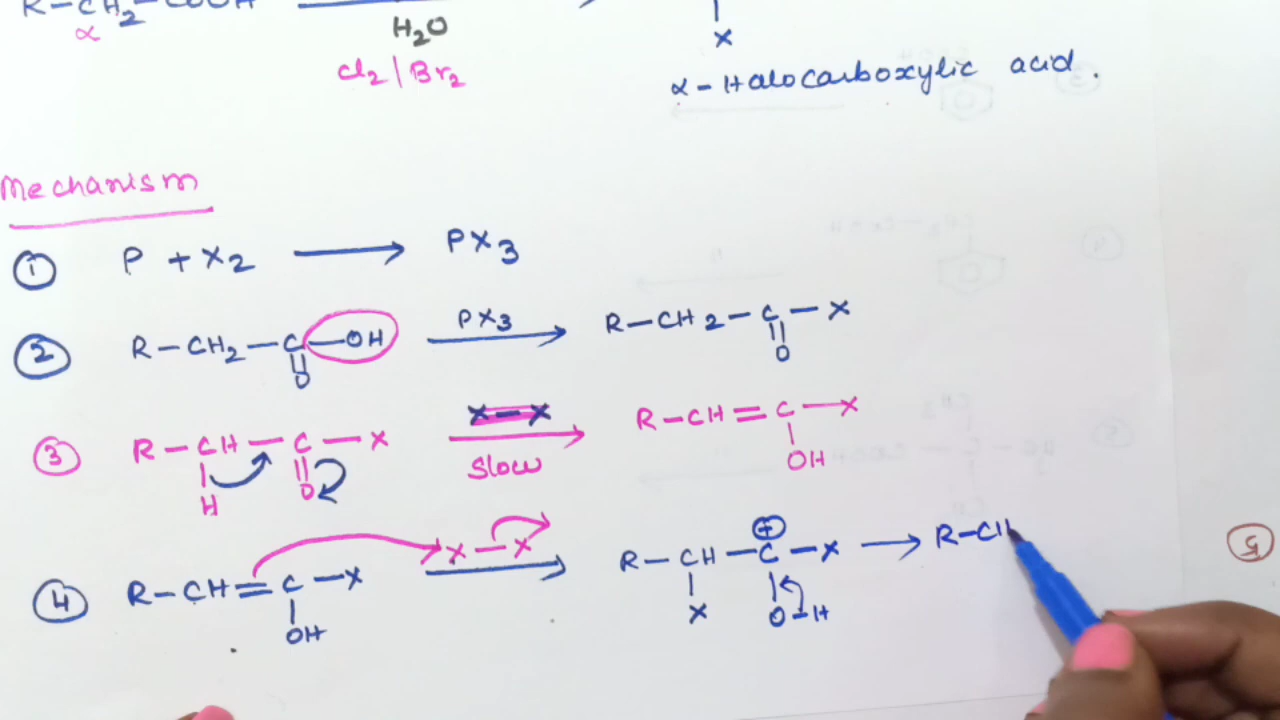 R-CH2-COOH
α
H2O
Cl2/Br2
X
α-Halocarboxylic acid.
Mechanism
① P + X2 → PX3
② R-CH2-C-OH PX3 → R-CH2-C-X
O O
③ R-CH-C-X X-X → R-CH=C-X
H O Slow OH
④ R-CH=C-X X-X → R-CH-C-X → R-CH
OH X ⊕ O-H